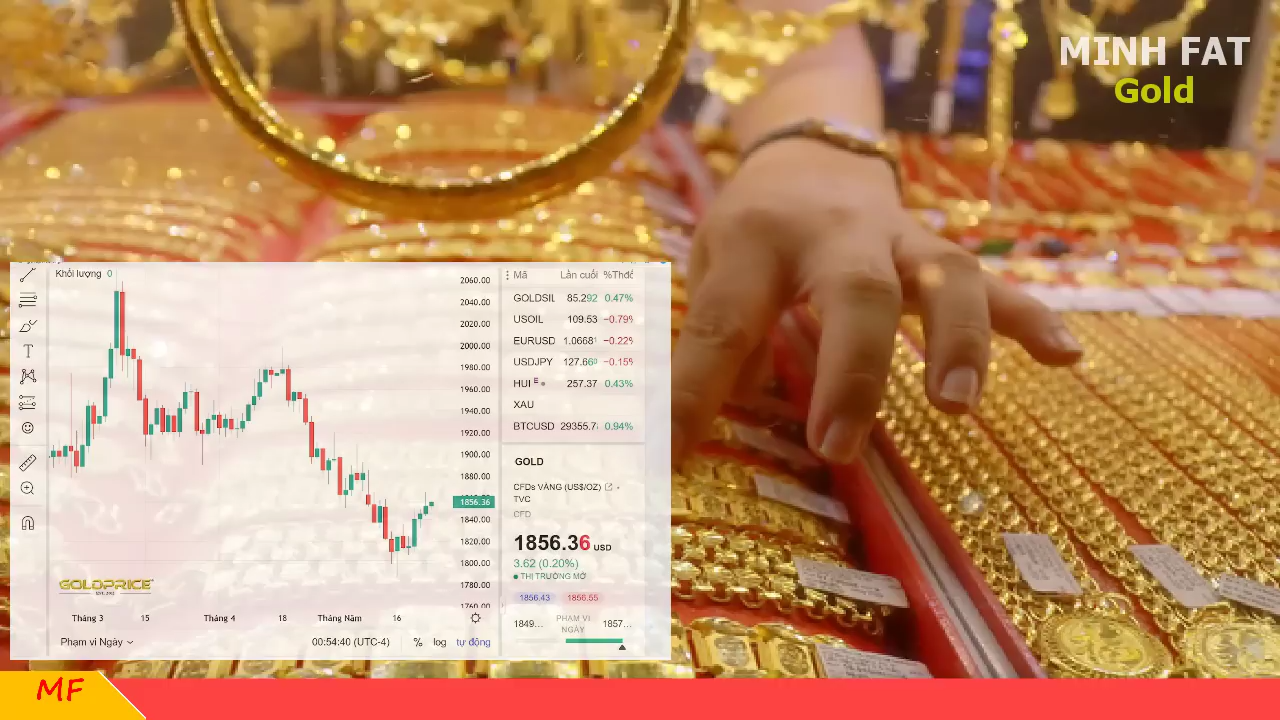 MINH FAT
Gold
Khối lượng 0
2060.00
2040.00
2020.00
2000.00
1980.00
1960.00
1940.00
1920.00
1900.00
1880.00
1856.36
1840.00
1820.00
1800.00
1780.00
1760.00
GOLDPRICE
Tháng 3 15 Tháng 4 18 Tháng Năm 16
Phạm vi Ngày 00:54:40 (UTC-4) % log tự động
Mã Lần cuối
GOLDSIL 85.292 0.47%
USOIL 109.53 −0.79%
EURUSD 1.0668¹ −0.22%
USDJPY 127.66⁰ −0.15%
HUI E 257.37 0.43%
XAU
BTCUSD 29355.7 0.94%
GOLD
CFDs VÀNG (US$/OZ)
TVC
CFD
1856.36 USD
3.62 (0.20%)
THỊ TRƯỜNG MỞ
1856.43 1856.55
1849... PHẠM VI NGÀY 1857...
MF